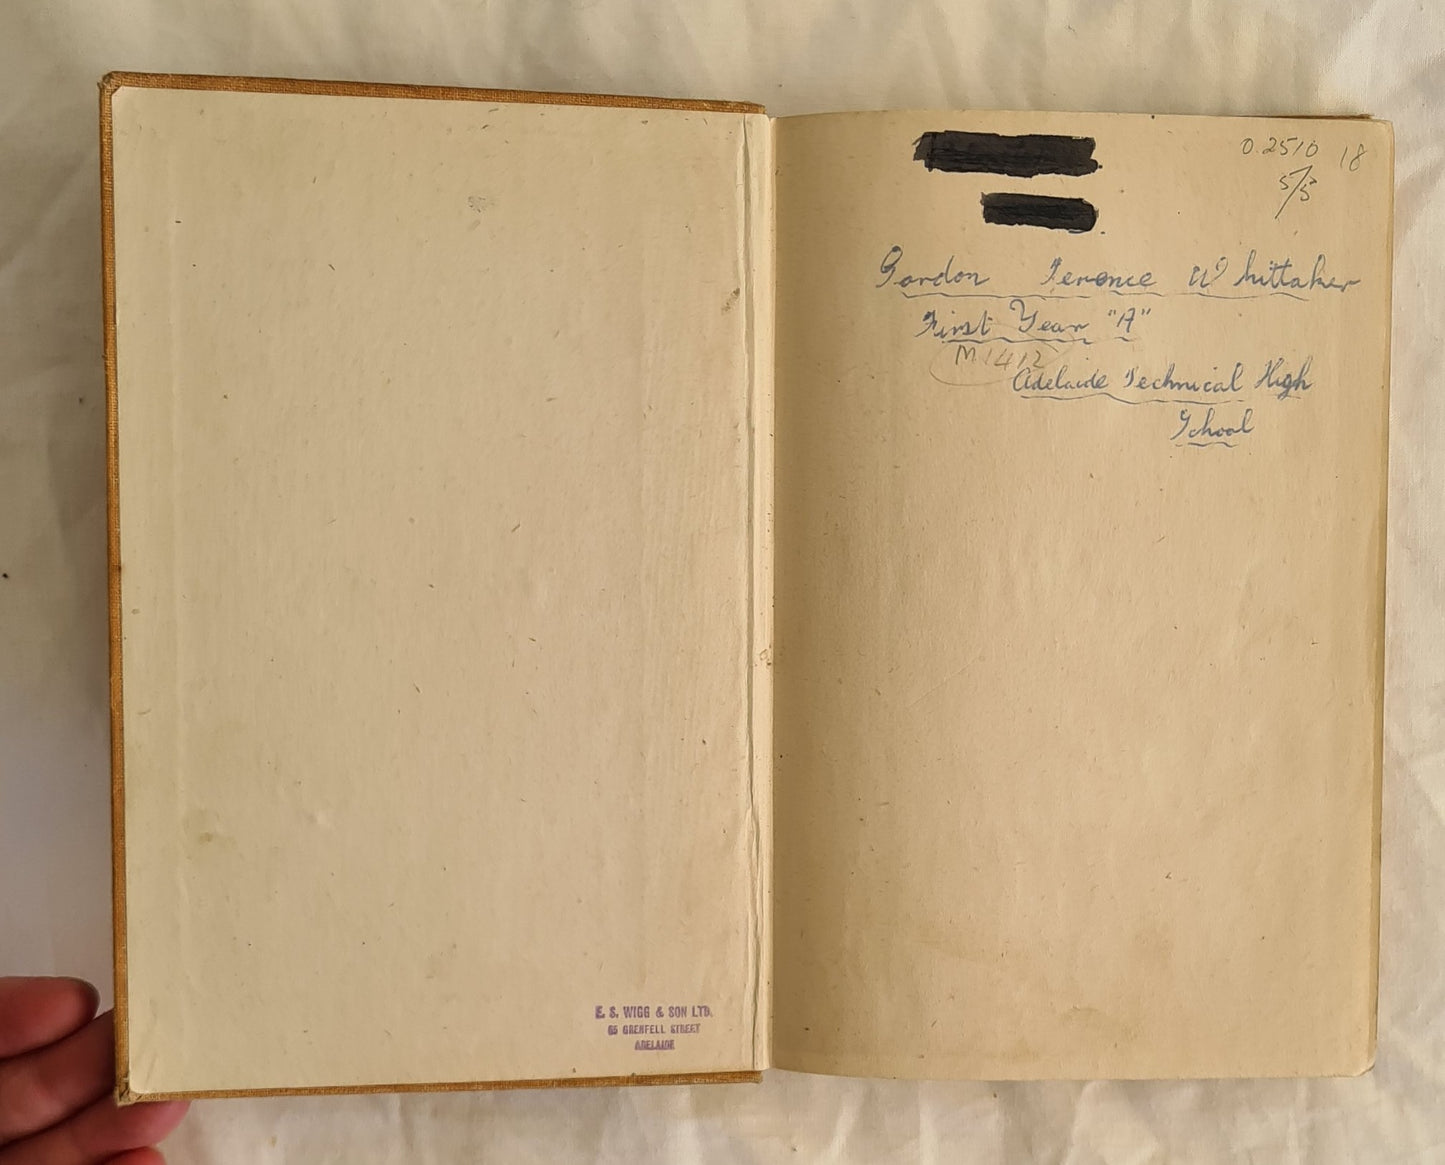 E. S. WIGG & SON LTD.
65 GRENFELL STREET
ADELAIDE
0.2510 18
5/5
Gordon Terence Whittaker
First Year "A"
M1412
Adelaide Technical High
School